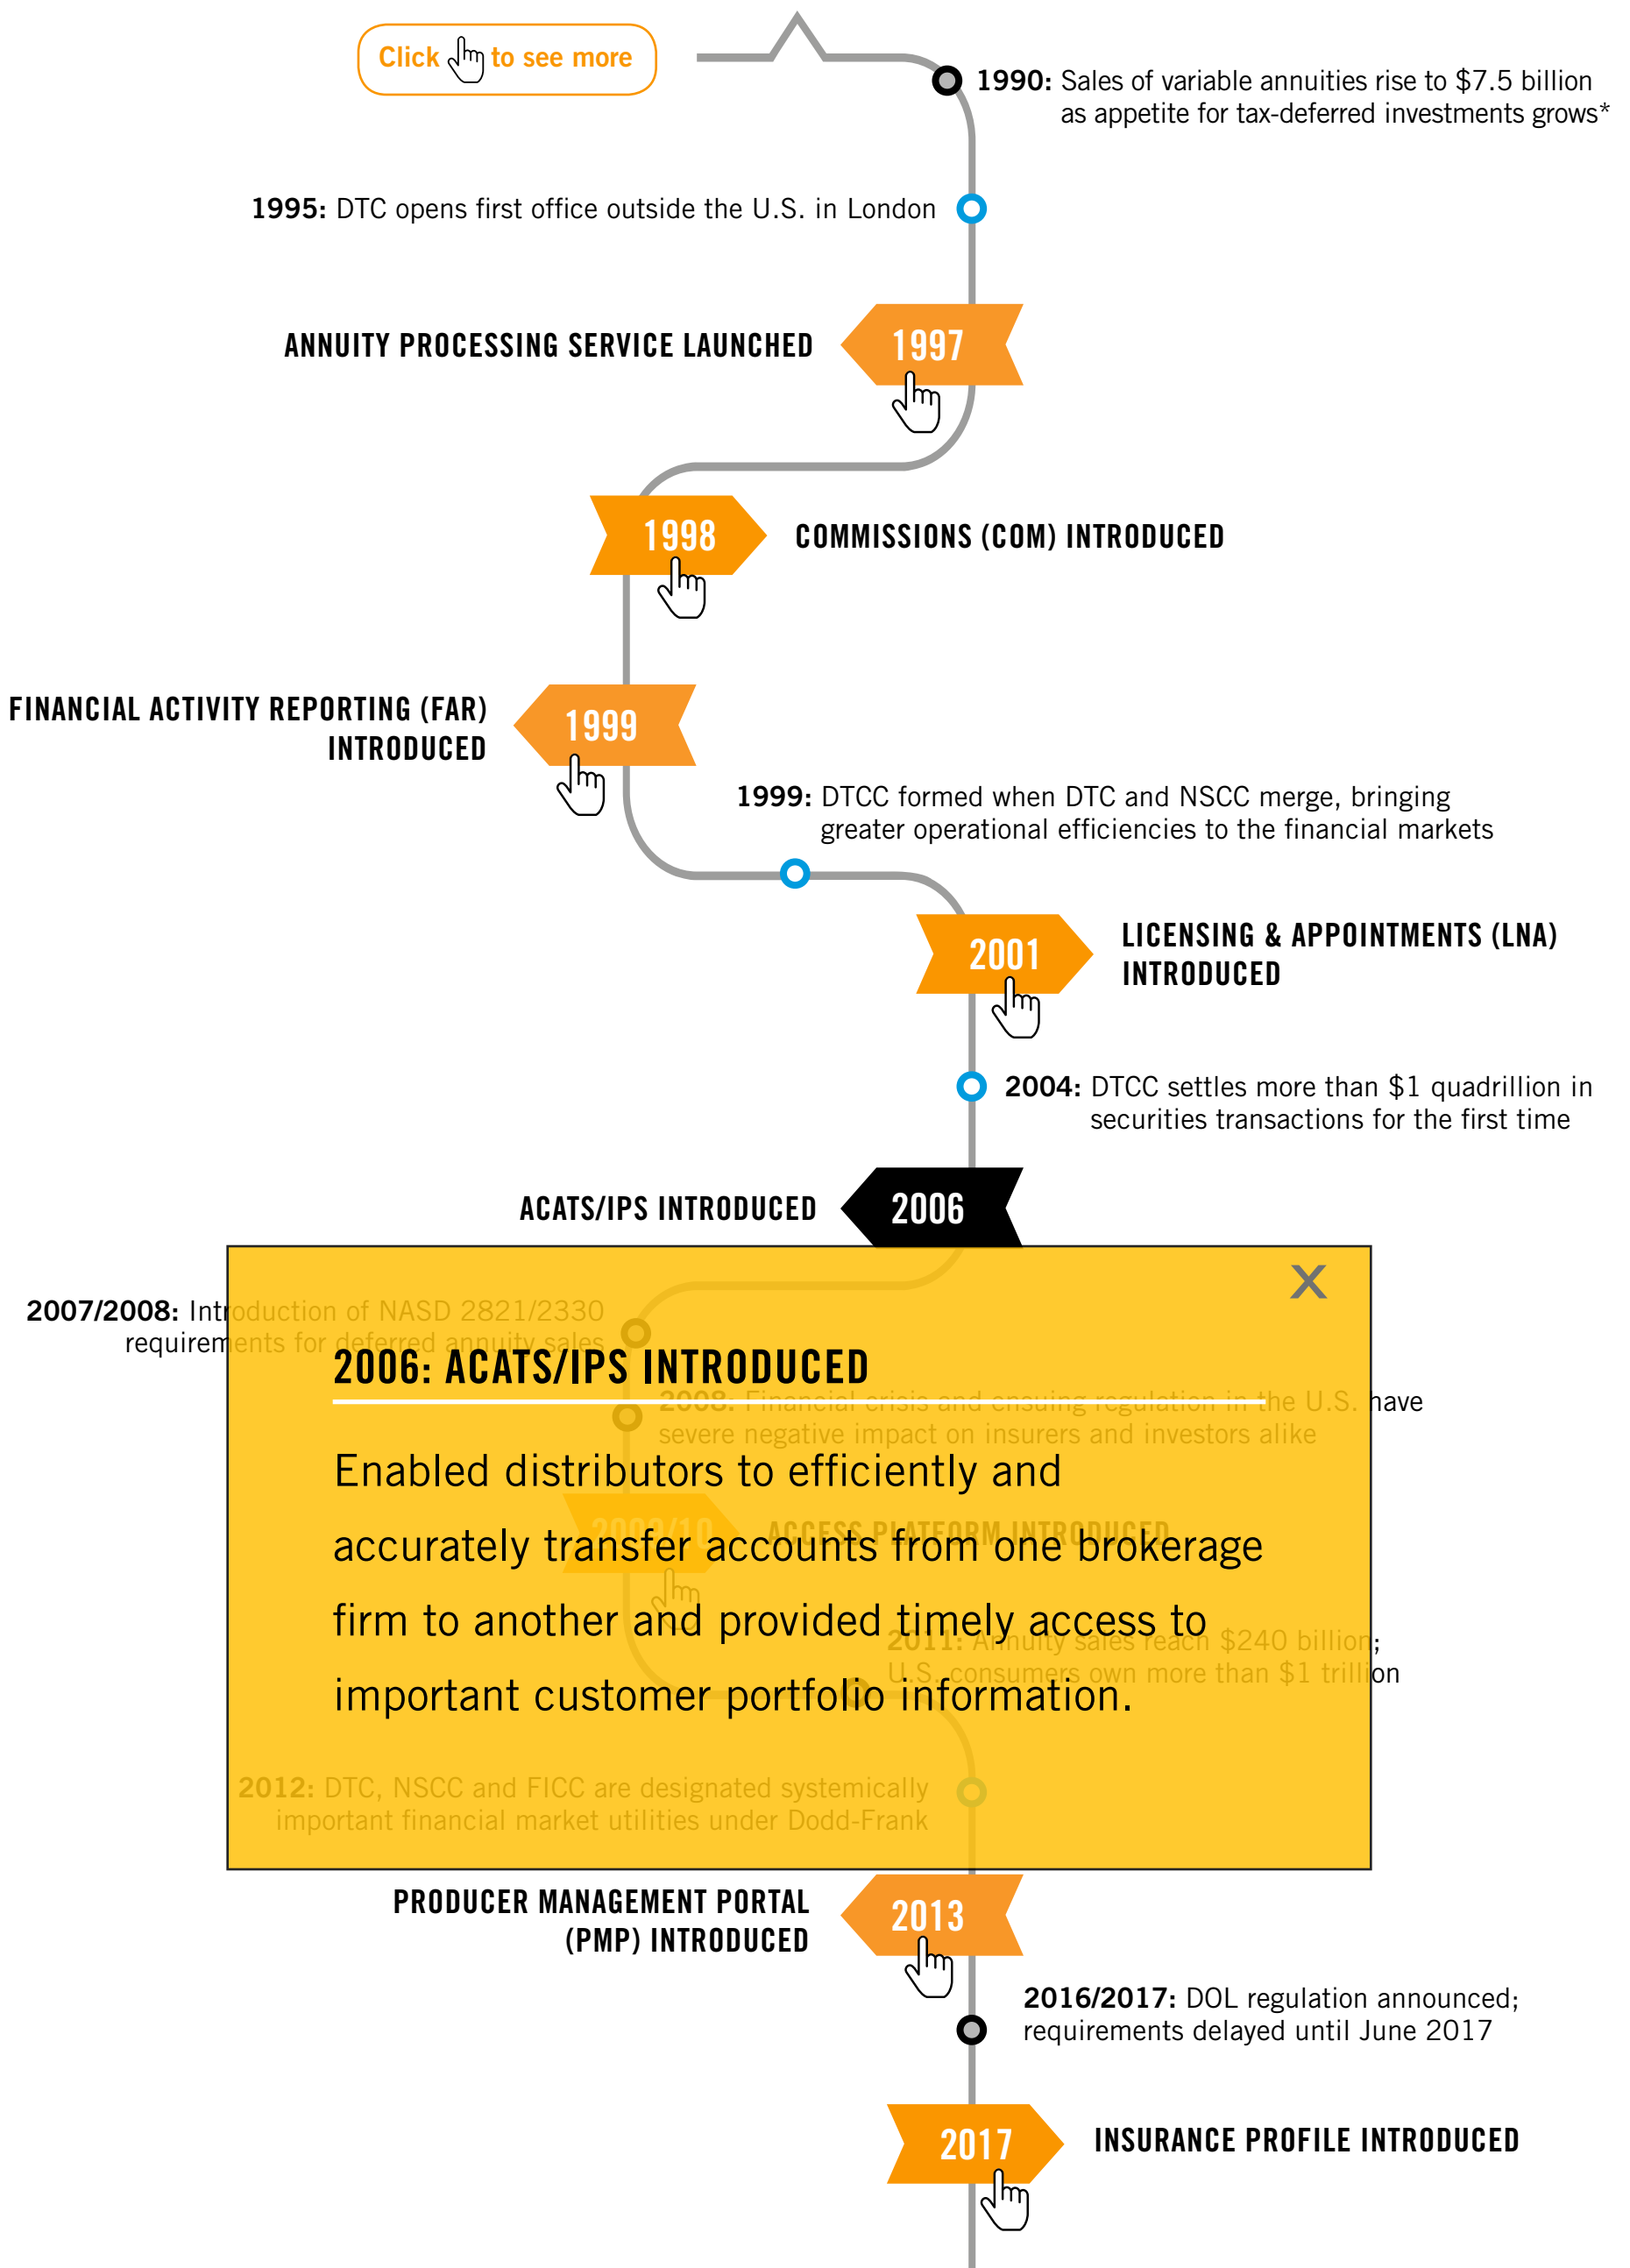 Click to see more
1990: Sales of variable annuities rise to $7.5 billion
as appetite for tax-deferred investments grows*
1995: DTC opens first office outside the U.S. in London
ANNUITY PROCESSING SERVICE LAUNCHED
1997
1998
COMMISSIONS (COM) INTRODUCED
FINANCIAL ACTIVITY REPORTING (FAR)
INTRODUCED
1999
1999: DTCC formed when DTC and NSCC merge, bringing
greater operational efficiencies to the financial markets
2001
LICENSING & APPOINTMENTS (LNA)
INTRODUCED
2004: DTCC settles more than $1 quadrillion in
securities transactions for the first time
ACATS/IPS INTRODUCED
2006
X
2007/2008: Introduction of NASD 2821/2330
requirements for deferred annuity sales
2006: ACATS/IPS INTRODUCED
2008: Financial crisis and ensuing regulation in the U.S. have
severe negative impact on insurers and investors alike
Enabled distributors to efficiently and
2009/10
ACCESS PLATFORM INTRODUCED
accurately transfer accounts from one brokerage
firm to another and provided timely access to
2011: Annuity sales reach $240 billion;
U.S. consumers own more than $1 trillion
important customer portfolio information.
2012: DTC, NSCC and FICC are designated systemically
important financial market utilities under Dodd-Frank
PRODUCER MANAGEMENT PORTAL
(PMP) INTRODUCED
2013
2016/2017: DOL regulation announced;
requirements delayed until June 2017
2017
INSURANCE PROFILE INTRODUCED